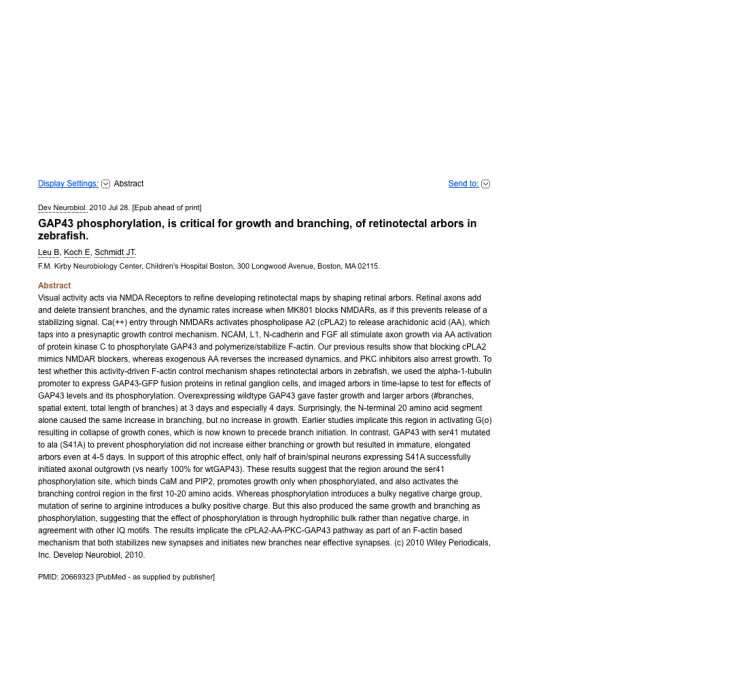 Display Settings: Abstract
Send to:
Dev Neurobiol. 2010 Jul 28. [Epub ahead of print]
GAP43 phosphorylation, is critical for growth and branching, of retinotectal arbors in
zebrafish.
Leu B, Koch E, Schmidt JT.
F.M. Kirby Neurobiology Center, Children's Hospital Boston, 300 Longwood Avenue, Boston, MA 02115.
Abstract
Visual activity acts via NMDA Receptors to refine developing retinotectal maps by shaping retinal arbors. Retinal axons add
and delete transient branches, and the dynamic rates increase when MK801 blocks NMDARs, as if this prevents release of a
stabilizing signal. Ca(++) entry through NMDARs activates phospholipase A2 (cPLA2) to release arachidonic acid (AA), which
taps into a presynaptic growth control mechanism. NCAM, L1, N-cadherin and FGF all stimulate axon growth via AA activation
of protein kinase C to phosphorylate GAP43 and polymerize/stabilize F-actin. Our previous results show that blocking cPLA2
mimics NMDAR blockers, whereas exogenous AA reverses the increased dynamics, and PKC inhibitors also arrest growth. To
test whether this activity-driven F-actin control mechanism shapes retinotectal arbors in zebrafish, we used the alpha-1-tubulin
promoter to express GAP43-GFP fusion proteins in retinal ganglion cells, and imaged arbors in time-lapse to test for effects of
GAP43 levels and its phosphorylation. Overexpressing wildtype GAP43 gave faster growth and larger arbors (#branches,
spatial extent, total length of branches) at 3 days and especially 4 days. Surprisingly, the N-terminal 20 amino acid segment
alone caused the same increase in branching, but no increase in growth. Earlier studies implicate this region in activating G(o)
resulting in collapse of growth cones, which is now known to precede branch initiation. In contrast, GAP43 with ser41 mutated
to ala (S41A) to prevent phosphorylation did not increase either branching or growth but resulted in immature, elongated
arbors even at 4-5 days. In support of this atrophic effect, only half of brain/spinal neurons expressing S41A successfully
initiated axonal outgrowth (vs nearly 100% for wtGAP43). These results suggest that the region around the ser41
phosphorylation site, which binds CaM and PIP2, promotes growth only when phosphorylated, and also activates the
branching control region in the first 10-20 amino acids. Whereas phosphorylation introduces a bulky negative charge group,
mutation of serine to arginine introduces a bulky positive charge. But this also produced the same growth and branching as
phosphorylation, suggesting that the effect of phosphorylation is through hydrophilic bulk rather than negative charge, in
agreement with other IQ motifs. The results implicate the cPLA2-AA-PKC-GAP43 pathway as part of an F-actin based
mechanism that both stabilizes new synapses and initiates new branches near effective synapses. (c) 2010 Wiley Periodicals,
Inc. Develop Neurobiol, 2010.
PMID: 20669323 [PubMed - as supplied by publisher]